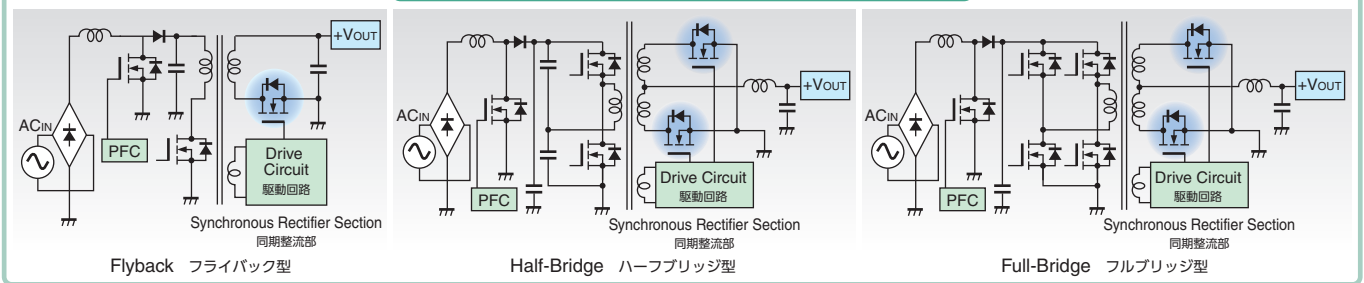 +VOUT
ACIN
PFC
Drive
Circuit
駆動回路
Synchronous Rectifier Section
同期整流部
Flyback フライバック型
+VOUT
ACIN
PFC
Drive Circuit
駆動回路
Synchronous Rectifier Section
同期整流部
Half-Bridge ハーフブリッジ型
+VOUT
ACIN
PFC
Drive Circuit
駆動回路
Synchronous Rectifier Section
同期整流部
Full-Bridge フルブリッジ型